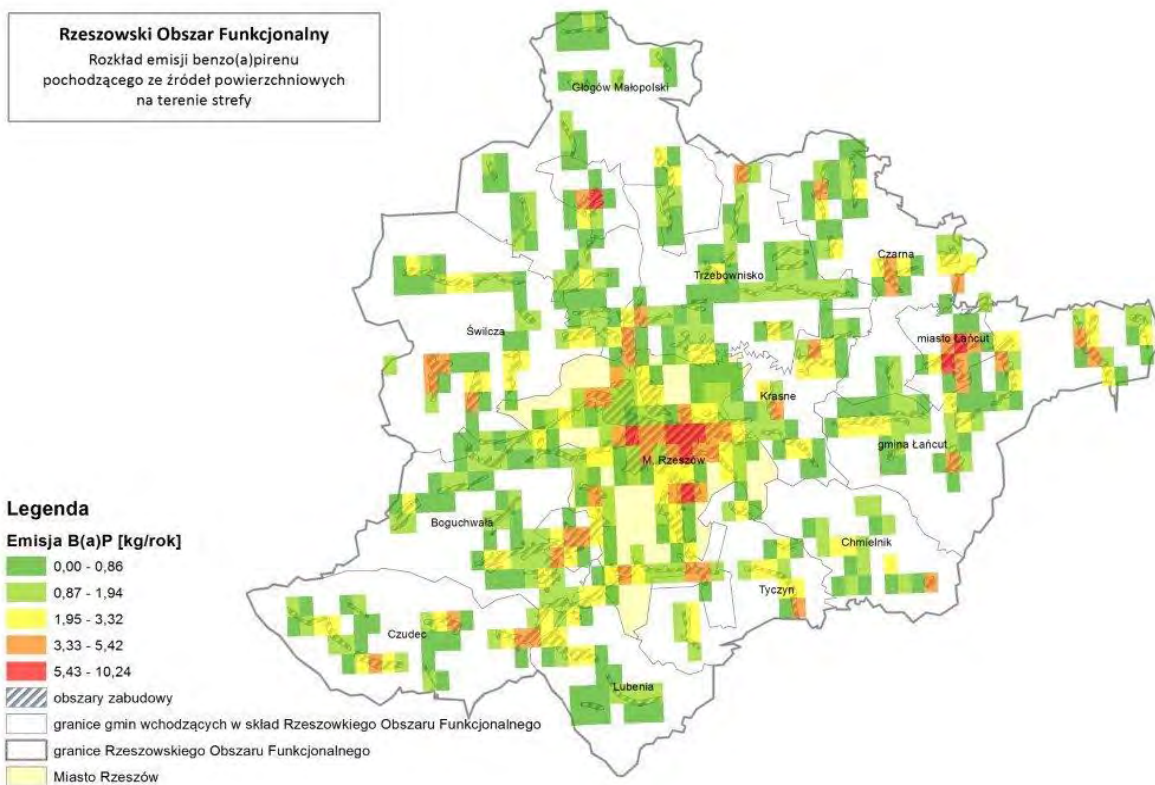 Rzeszowski Obszar Funkcjonalny
Rozkład emisji benzo(a)pirenu
pochodzącego ze źródeł powierzchniowych
na terenie strefy
Głogów Małopolski
Czarna
Trzebownisko
Świlcza
miasto Łańcut
Krasne
gmina Łańcut
M. Rzeszów
Boguchwała
Chmielnik
Tyczyn
Czudec
Lubenia
Legenda
Emisja B(a)P [kg/rok]
0,00 - 0,86
0,87 - 1,94
1,95 - 3,32
3,33 - 5,42
5,43 - 10,24
obszary zabudowy
granice gmin wchodzących w skład Rzeszowkiego Obszaru Funkcjonalnego
granice Rzeszowskiego Obszaru Funkcjonalnego
Miasto Rzeszów